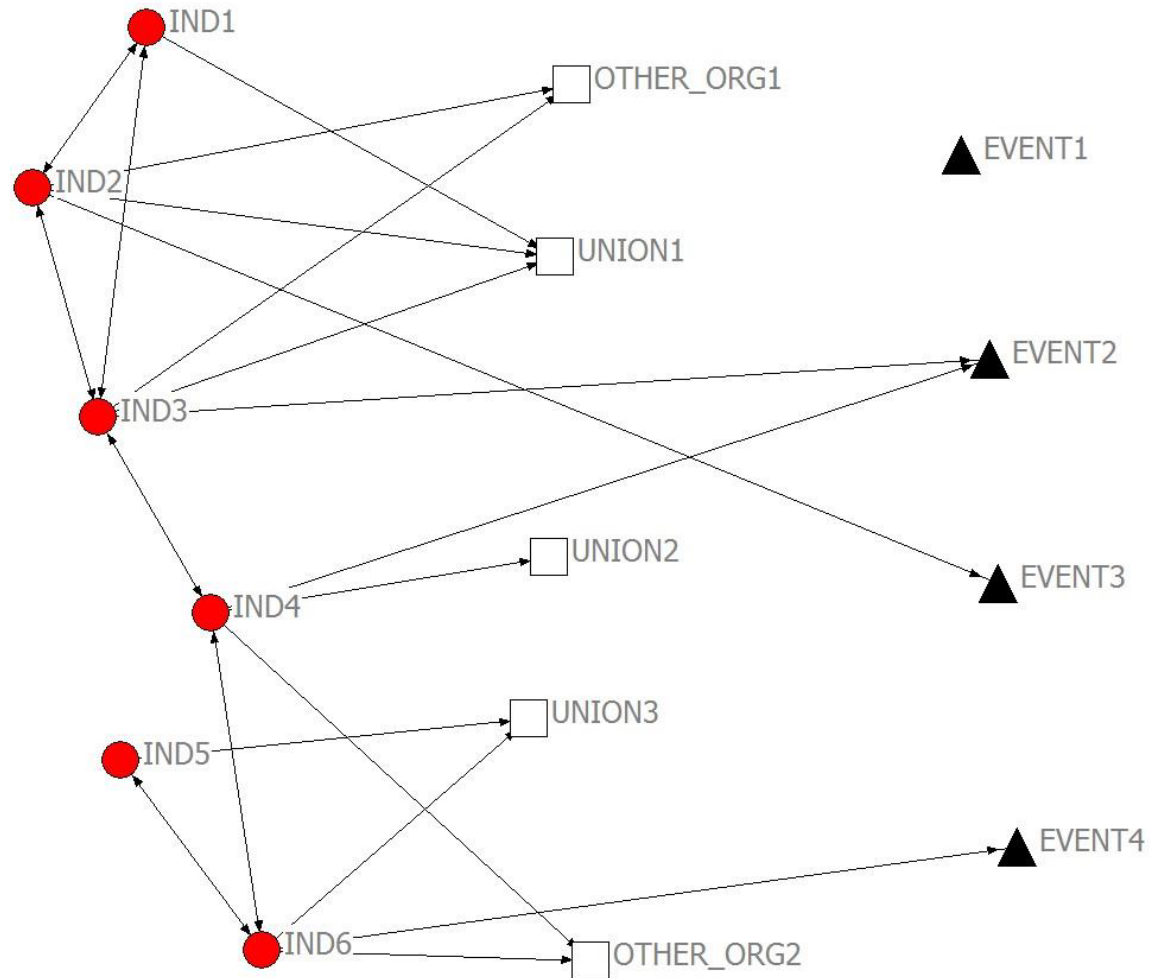 IND1
OTHER_ORG1
EVENT1
IND2
UNION1
EVENT2
IND3
UNION2
EVENT3
IND4
UNION3
IND5
EVENT4
IND6
OTHER_ORG2